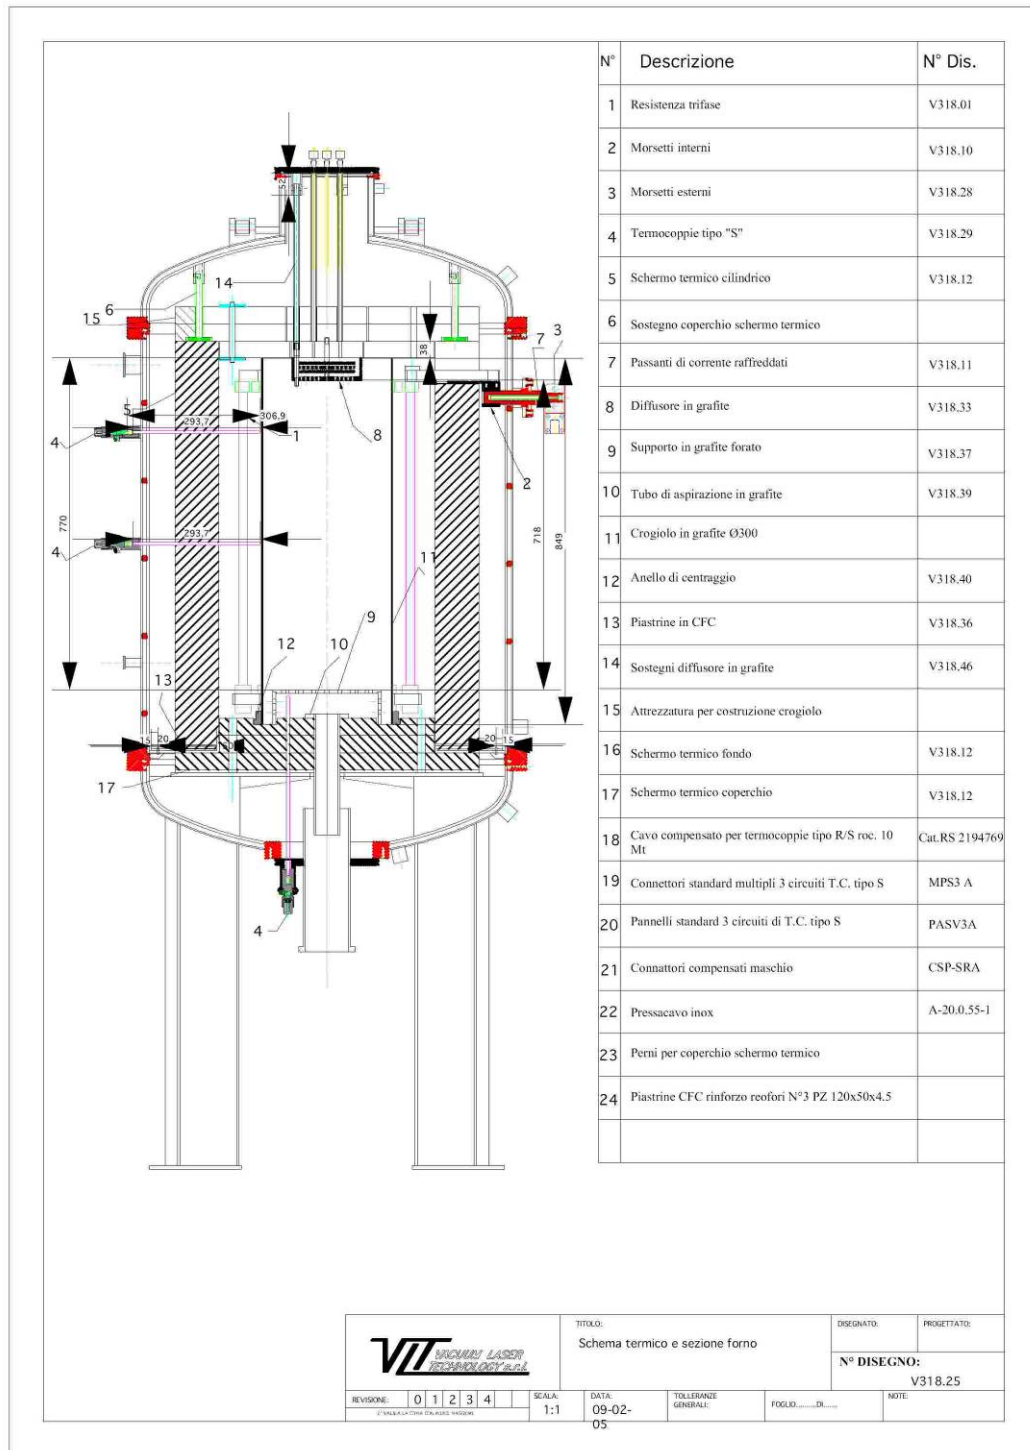 N° Descrizione N° Dis.
1 Resistenza trifase V318.01
2 Morsetti interni V318.10
3 Morsetti esterni V318.28
4 Termocoppie tipo "S" V318.29
5 Schermo termico cilindrico V318.12
6 Sostegno coperchio schermo termico
7 Passanti di corrente raffreddati V318.11
8 Diffusore in grafite V318.33
9 Supporto in grafite forato V318.37
10 Tubo di aspirazione in grafite V318.39
11 Crogiolo in grafite Ø300
12 Anello di centraggio V318.40
13 Piastrine in CFC V318.36
14 Sostegni diffusore in grafite V318.46
15 Attrezzatura per costruzione crogiolo
16 Schermo termico fondo V318.12
17 Schermo termico coperchio V318.12
18 Cavo compensato per termocoppie tipo R/S roc. 10 Cat.RS 2194769
Mt
19 Connettori standard multipli 3 circuiti T.C. tipo S MPS3 A
20 Pannelli standard 3 circuiti di T.C. tipo S PASV3A
21 Connattori compensati maschio CSP-SRA
22 Pressacavo inox A-20.0.55-1
23 Perni per coperchio schermo termico
24 Piastrine CFC rinforzo reofori N°3 PZ 120x50x4.5
52
14
6
15
3
7
38
5
306,9
293,7
4
1
8
2
770
293,7
4
718
849
11
9
10
12
13
15 20
60
20 15
17
4
VLT VACUUM LASER
TECHNOLOGY s.r.l.
TITOLO:
Schema termico e sezione forno
DISEGNATO: PROGETTATO:
N° DISEGNO:
V318.25
REVISIONE: 0 1 2 3 4
SCALA:
1:1
DATA:
09-02-
05
TOLLERANZE
GENERALI:
FOGLIO.........DI......
NOTE: